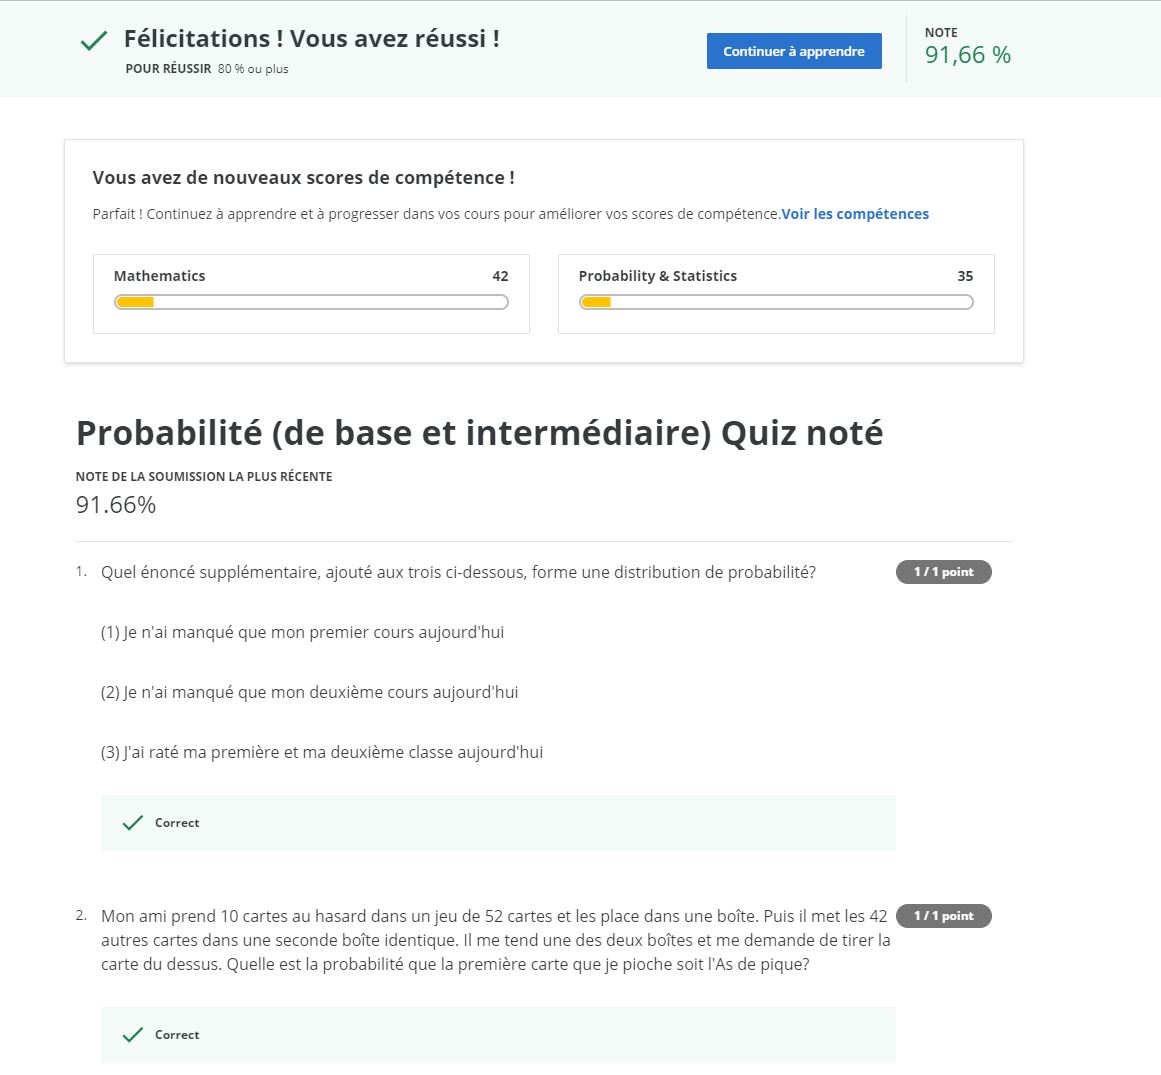 Félicitations ! Vous avez réussi !
POUR RÉUSSIR 80 % ou plus
Continuer à apprendre
NOTE
91,66 %
Vous avez de nouveaux scores de compétence !
Parfait ! Continuez à apprendre et à progresser dans vos cours pour améliorer vos scores de compétence.Voir les compétences
Mathematics 42
Probability & Statistics 35
Probabilité (de base et intermédiaire) Quiz noté
NOTE DE LA SOUMISSION LA PLUS RÉCENTE
91.66%
1. Quel énoncé supplémentaire, ajouté aux trois ci-dessous, forme une distribution de probabilité? 1 / 1 point
(1) Je n'ai manqué que mon premier cours aujourd'hui
(2) Je n'ai manqué que mon deuxième cours aujourd'hui
(3) J'ai raté ma première et ma deuxième classe aujourd'hui
Correct
2. Mon ami prend 10 cartes au hasard dans un jeu de 52 cartes et les place dans une boîte. Puis il met les 42 1 / 1 point
autres cartes dans une seconde boîte identique. Il me tend une des deux boîtes et me demande de tirer la
carte du dessus. Quelle est la probabilité que la première carte que je pioche soit l'As de pique?
Correct